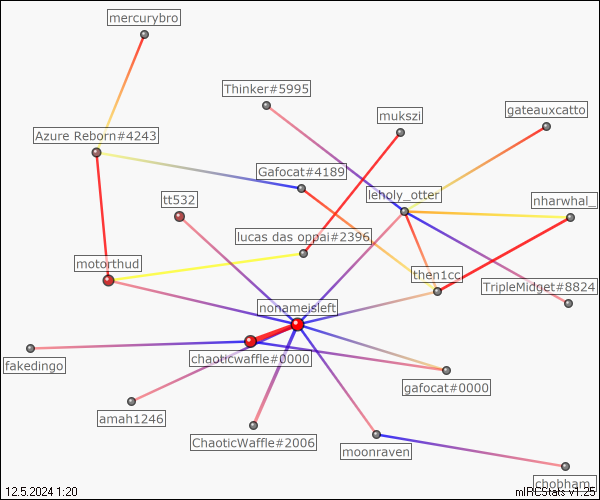 mercurybro
Thinker#5995
mukszi
gateauxcatto
Azure Reborn#4243
Gafocat#4189
leholy_otter
tt532
nharwhal_
lucas das oppai#2396
motorthud
then1cc
TripleMidget#8824
nonameisleft
chaoticwaffle#0000
fakedingo
gafocat#0000
amah1246
ChaoticWaffle#2006
moonraven
chobham_
12.5.2024 1:20
mIRCStats v1.25